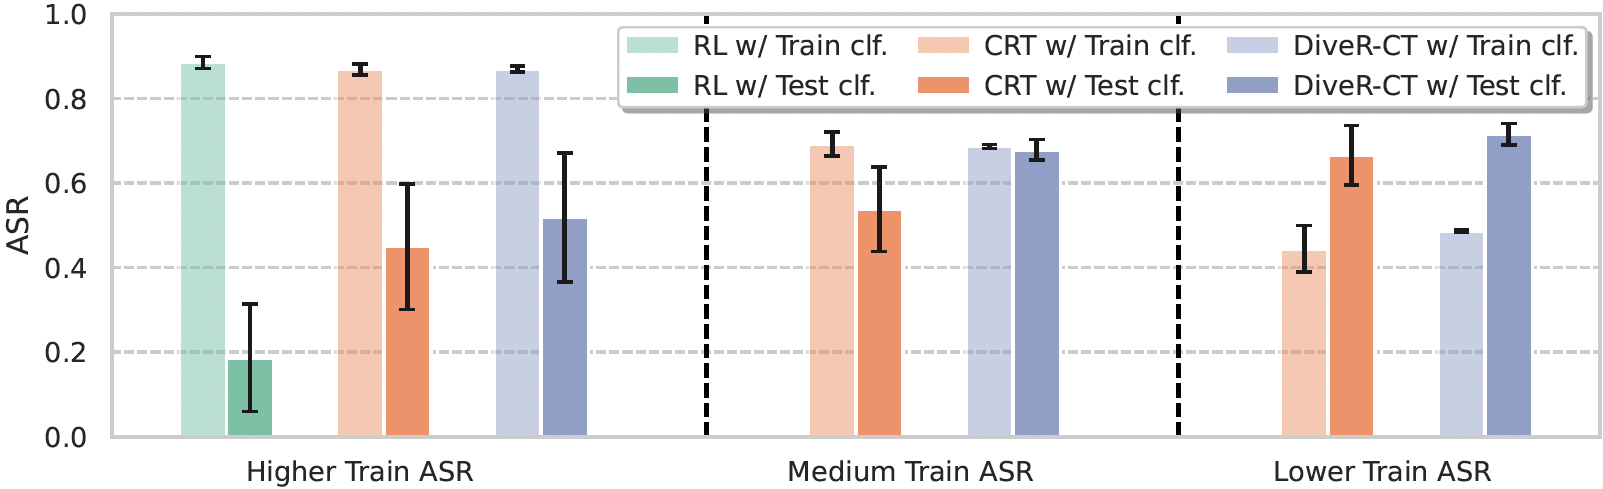 1.0
0.8
0.6
0.4
0.2
0.0
ASR
RL w/ Train clf.
CRT w/ Train clf.
DiveR-CT w/ Train clf.
RL w/ Test clf.
CRT w/ Test clf.
DiveR-CT w/ Test clf.
Higher Train ASR
Medium Train ASR
Lower Train ASR